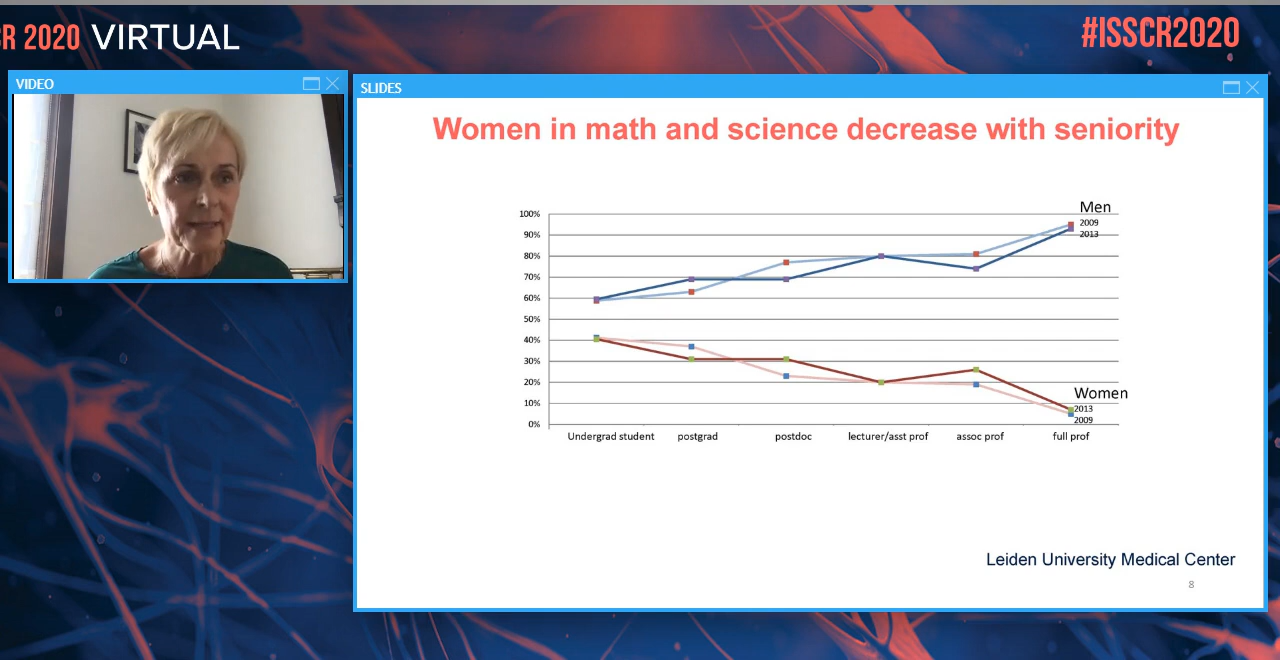 R 2020 VIRTUAL
#ISSCR2020
VIDEO
SLIDES
Women in math and science decrease with seniority
Men
2009
2013
100%
90%
80%
70%
60%
50%
40%
30%
20%
10%
0%
Women
2013
2009
Undergrad student postgrad postdoc lecturer/asst prof assoc prof full prof
Leiden University Medical Center
8